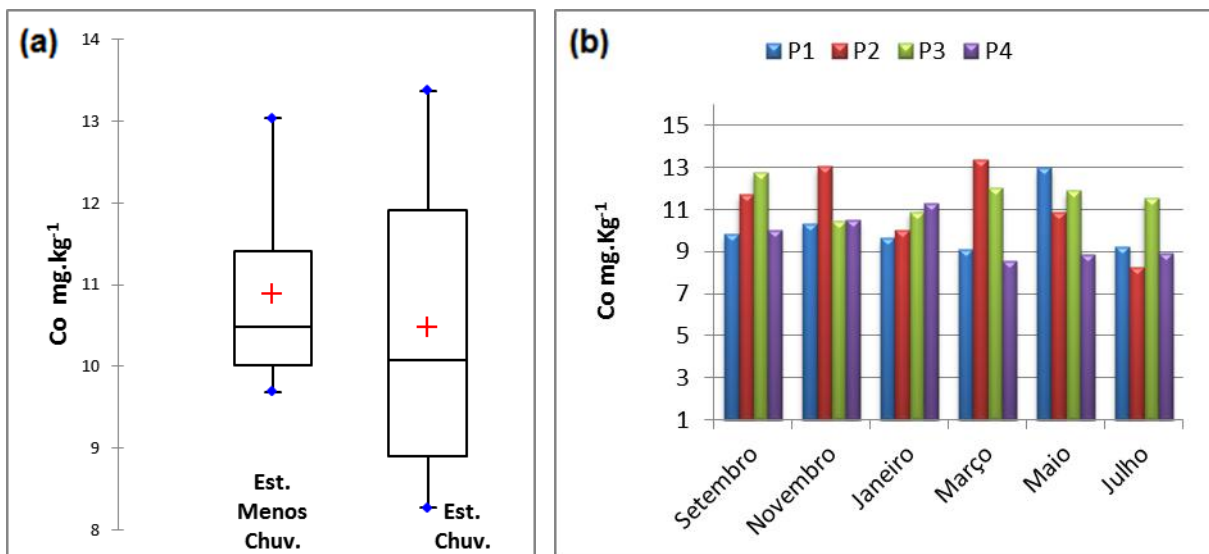 (a)
14
13
12
11
10
9
8
Co mg.kg-1
Est.
Menos
Chuv.
Est.
Chuv.
(b)
P1 P2 P3 P4
15
13
11
9
7
5
3
1
Co mg.Kg-1
Setembro
Novembro
Janeiro
Março
Maio
Julho